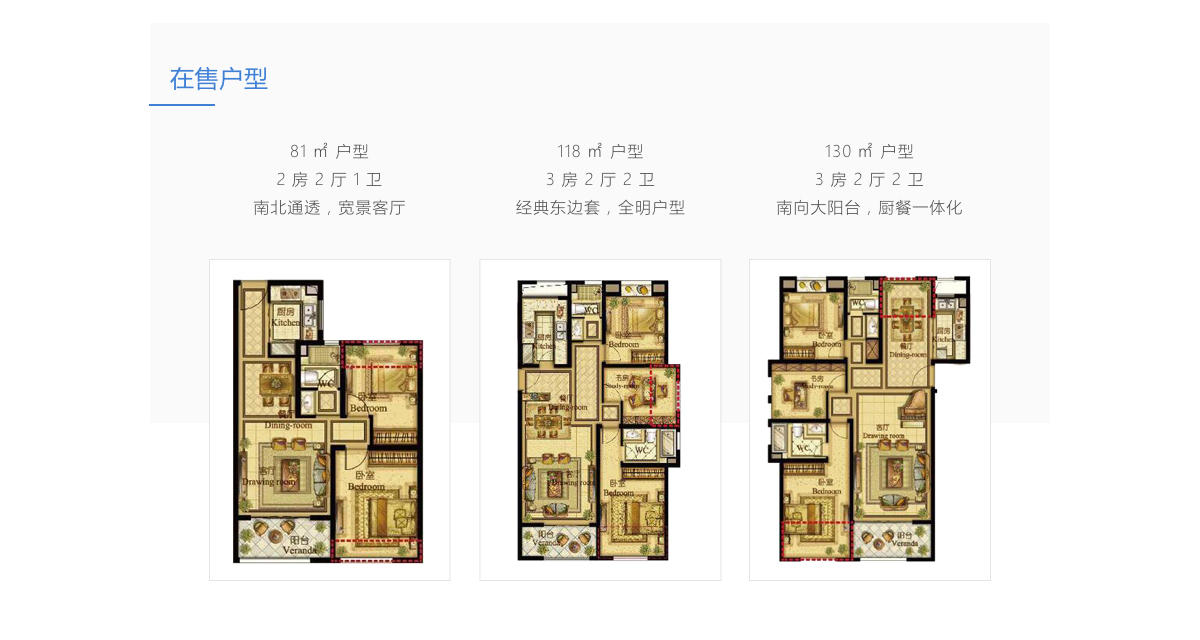 在售户型
81 ㎡ 户型
2 房 2 厅 1 卫
南北通透，宽景客厅
118 ㎡ 户型
3 房 2 厅 2 卫
经典东边套，全明户型
130 ㎡ 户型
3 房 2 厅 2 卫
南向大阳台，厨餐一体化
厨房
Kitchen
WC
卧室
Bedroom
餐厅
Dining-room
客厅
Drawing room
卧室
Bedroom
阳台
Veranda
WC
卧室
Bedroom
厨房
Kitchen
书房
Study-room
餐厅
Dining-room
WC
客厅
Drawing room
卧室
Bedroom
阳台
Veranda
WC
卧室
Bedroom
厨房
Kitchen
餐厅
Dining-room
书房
Study-room
客厅
Drawing room
WC
卧室
Bedroom
阳台
Veranda